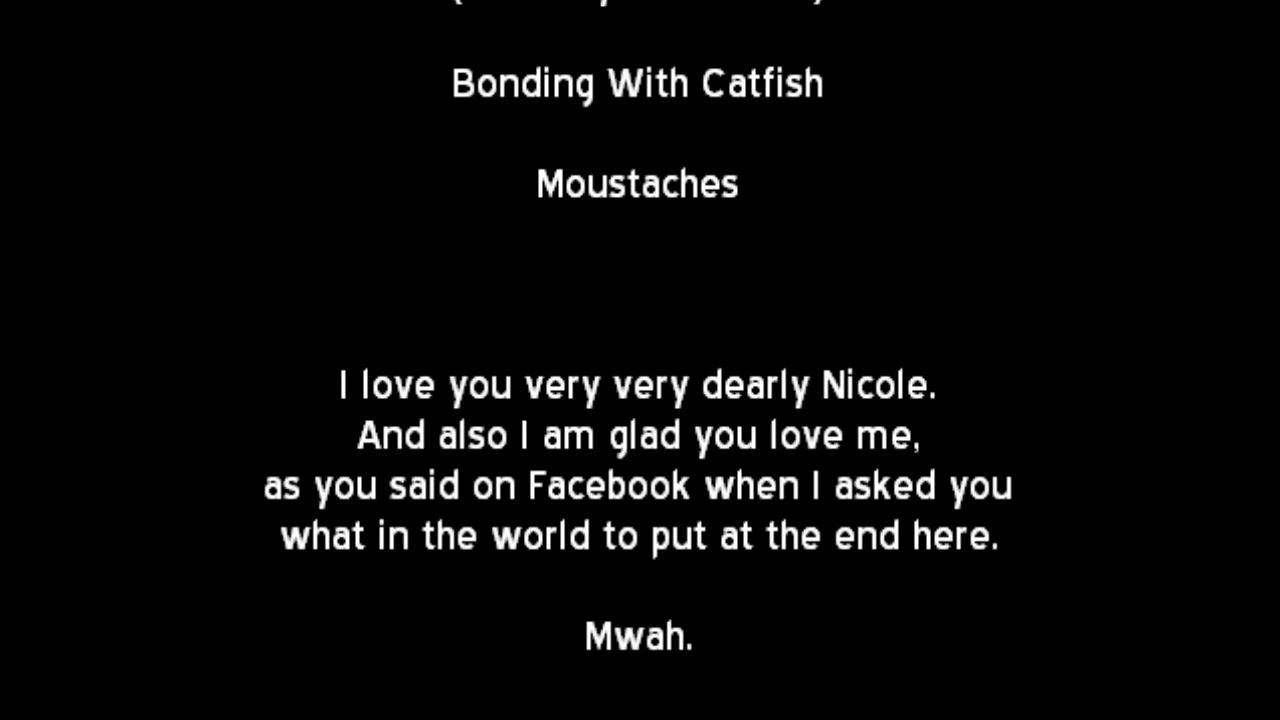 Bonding With Catfish
Moustaches
I love you very very dearly Nicole.
And also I am glad you love me,
as you said on Facebook when I asked you
what in the world to put at the end here.
Mwah.